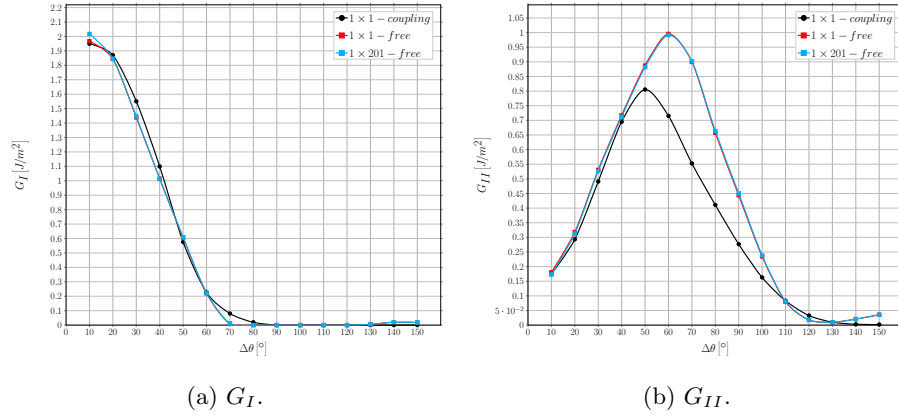 2.2
2.1
2
1.9
1.8
1.7
1.6
1.5
1.4
1.3
1.2
1.1
1
0.9
0.8
0.7
0.6
0.5
0.4
0.3
0.2
0.1
0
G_I [J/m²]
1 × 1 − coupling
1 × 1 − free
1 × 201 − free
0 10 20 30 40 50 60 70 80 90 100 110 120 130 140 150
Δθ [°]
(a) G_I.
1.05
1
0.95
0.9
0.85
0.8
0.75
0.7
0.65
0.6
0.55
0.5
0.45
0.4
0.35
0.3
0.25
0.2
0.15
0.1
5 · 10⁻²
0
G_{II} [J/m²]
1 × 1 − coupling
1 × 1 − free
1 × 201 − free
0 10 20 30 40 50 60 70 80 90 100 110 120 130 140 150
Δθ [°]
(b) G_{II}.